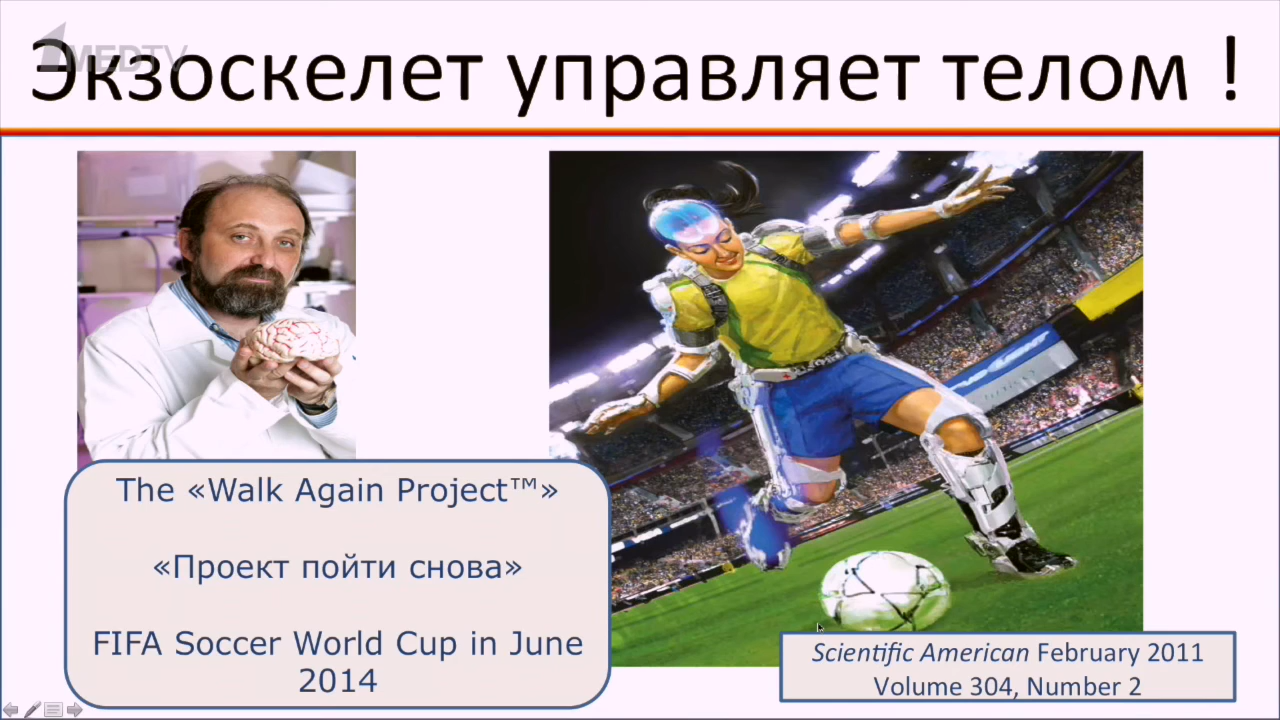 Экзоскелет управляет телом !
1MEDTV
The «Walk Again Project™»
«Проект пойти снова»
FIFA Soccer World Cup in June
2014
Scientific American February 2011
Volume 304, Number 2